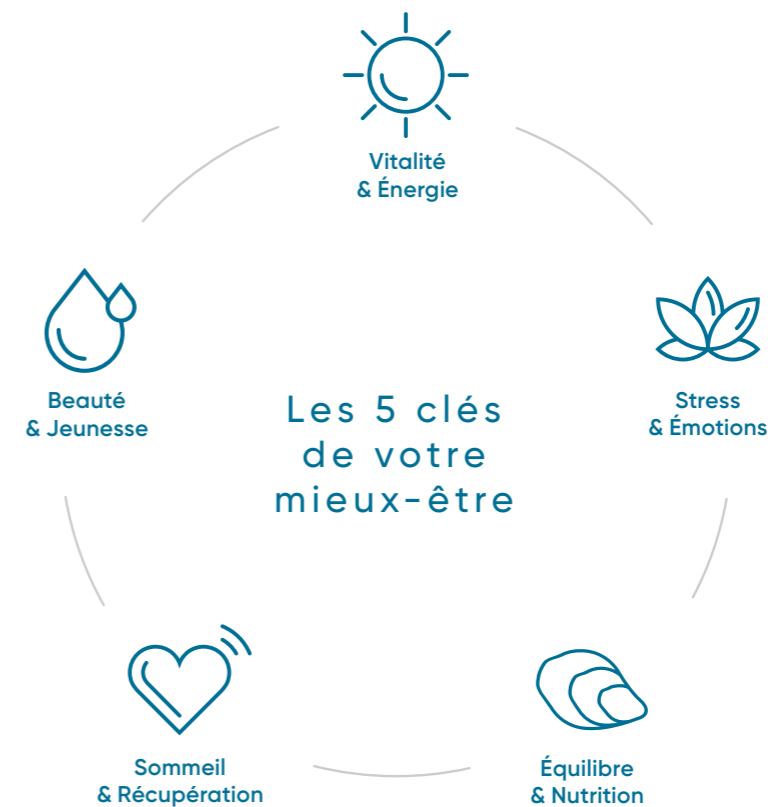 Vitalité
& Énergie
Beauté
& Jeunesse
Les 5 clés
de votre
mieux-être
Stress
& Émotions
Sommeil
& Récupération
Équilibre
& Nutrition